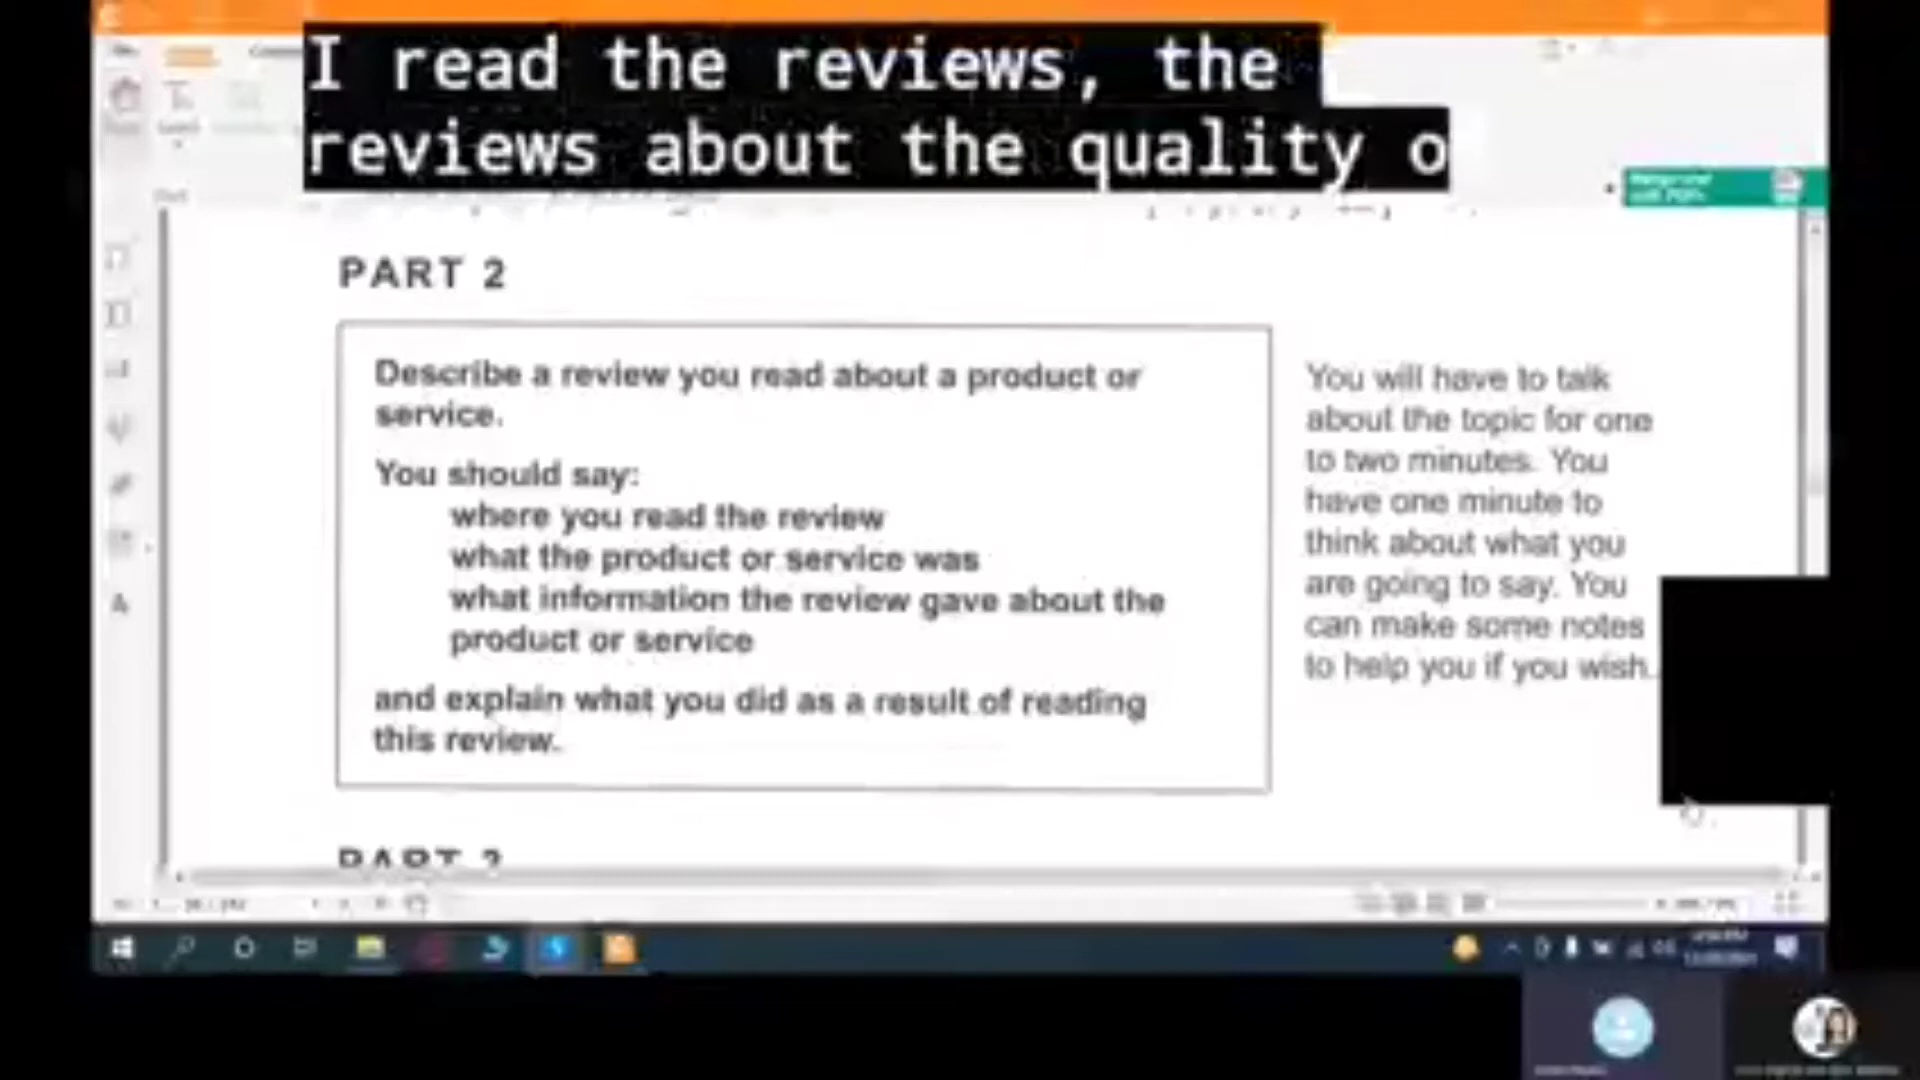 I read the reviews, the
reviews about the quality o
PART 2
Describe a review you read about a product or
service.
You should say:
where you read the review
what the product or service was
what information the review gave about the
product or service
and explain what you did as a result of reading
this review.
You will have to talk
about the topic for one
to two minutes. You
have one minute to
think about what you
are going to say. You
can make some notes
to help you if you wish.
PART 3